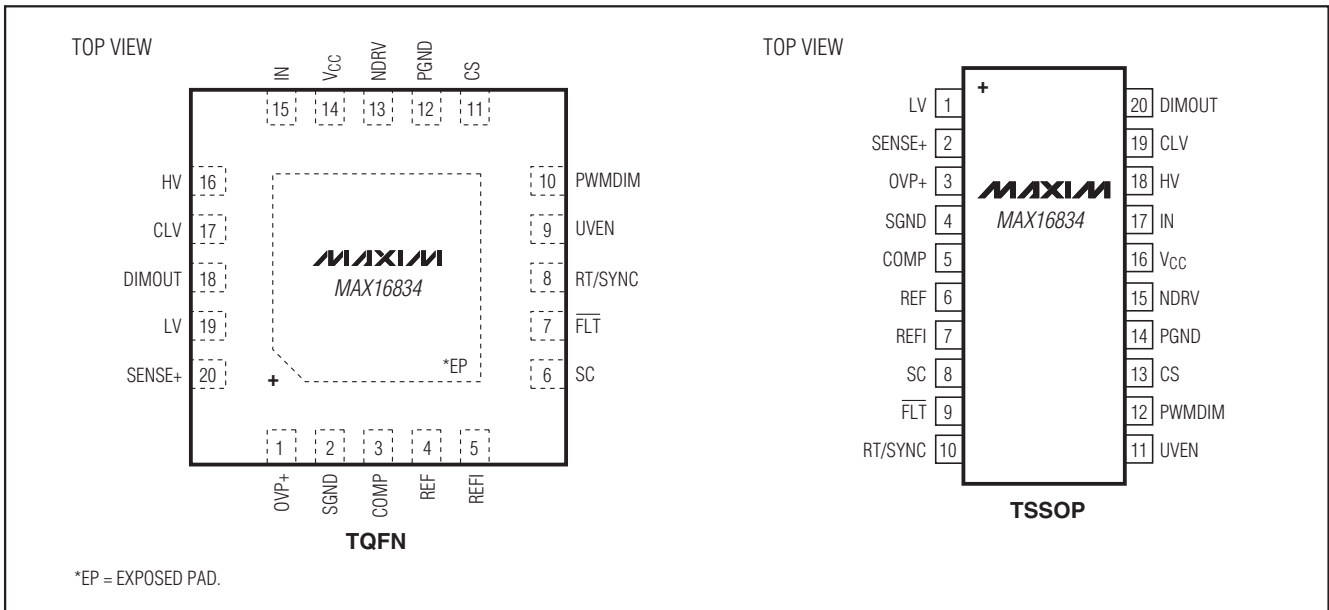 TOP VIEW
IN
VCC
NDRV
PGND
CS
15
14
13
12
11
HV 16
CLV 17
DIMOUT 18
LV 19
SENSE+ 20
10 PWMDIM
9 UVEN
8 RT/SYNC
7 FLT
6 SC
MAXIM
MAX16834
*EP
+
1
2
3
4
5
OVP+
SGND
COMP
REF
REFI
TQFN
*EP = EXPOSED PAD.
TOP VIEW
+
LV 1
SENSE+ 2
OVP+ 3
SGND 4
COMP 5
REF 6
REFI 7
SC 8
FLT 9
RT/SYNC 10
MAXIM
MAX16834
20 DIMOUT
19 CLV
18 HV
17 IN
16 VCC
15 NDRV
14 PGND
13 CS
12 PWMDIM
11 UVEN
TSSOP